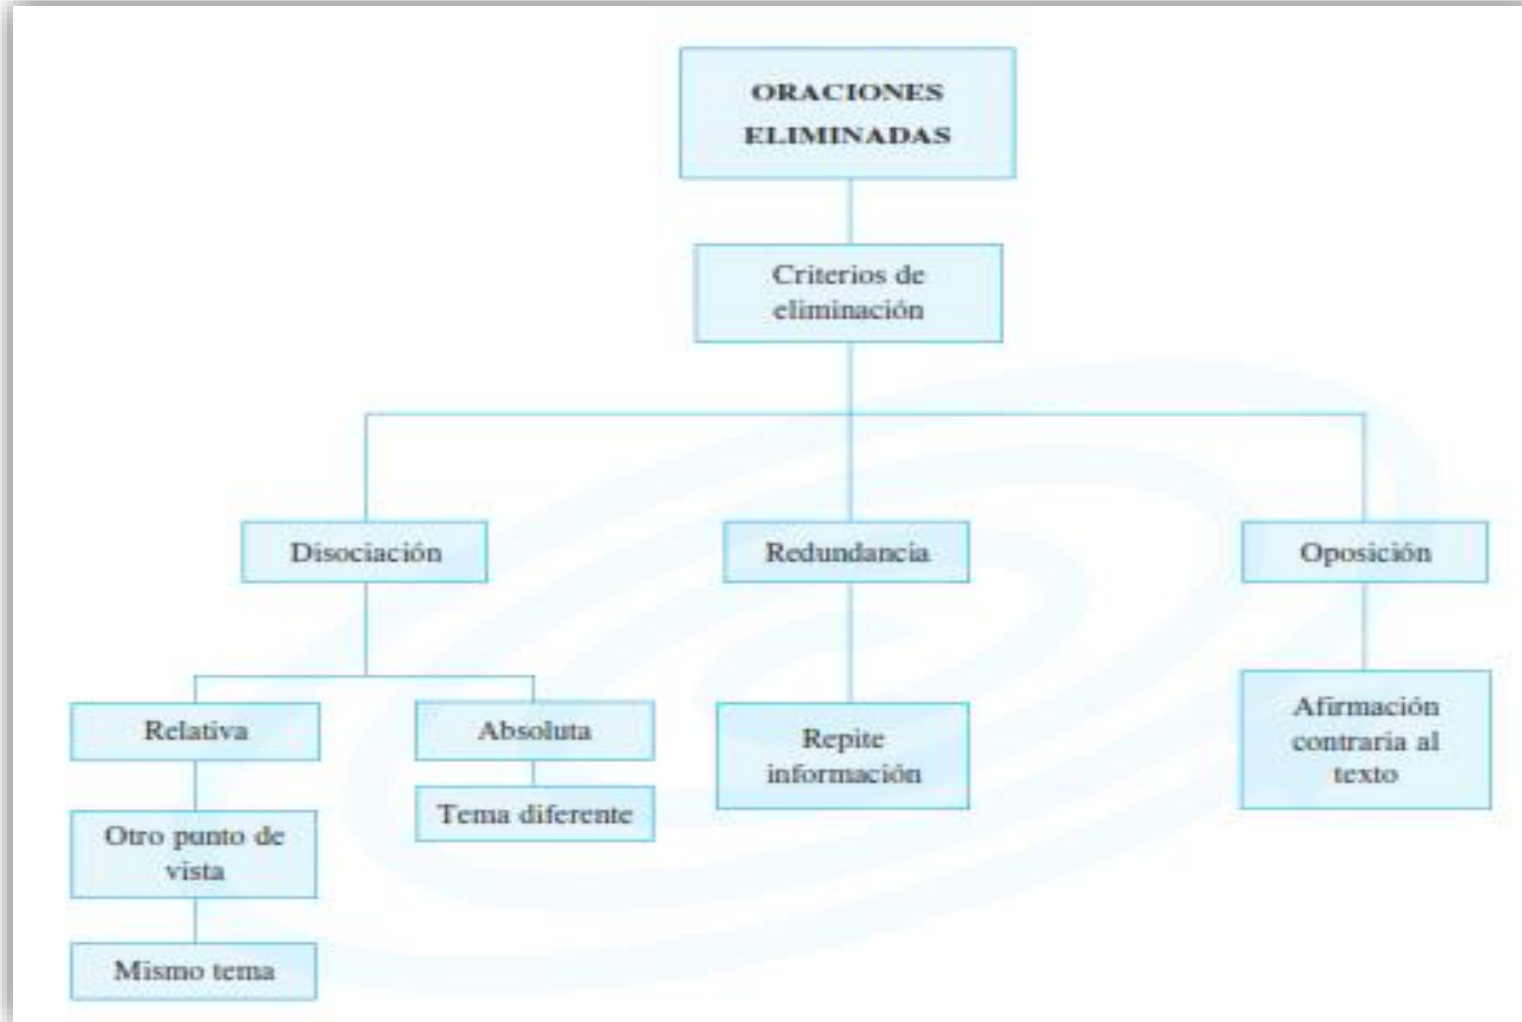 ORACIONES
ELIMINADAS
Criterios de
eliminación
Disociación
Redundancia
Oposición
Relativa
Absoluta
Repite
información
Afirmación
contraria al
texto
Otro punto de
vista
Tema diferente
Mismo tema